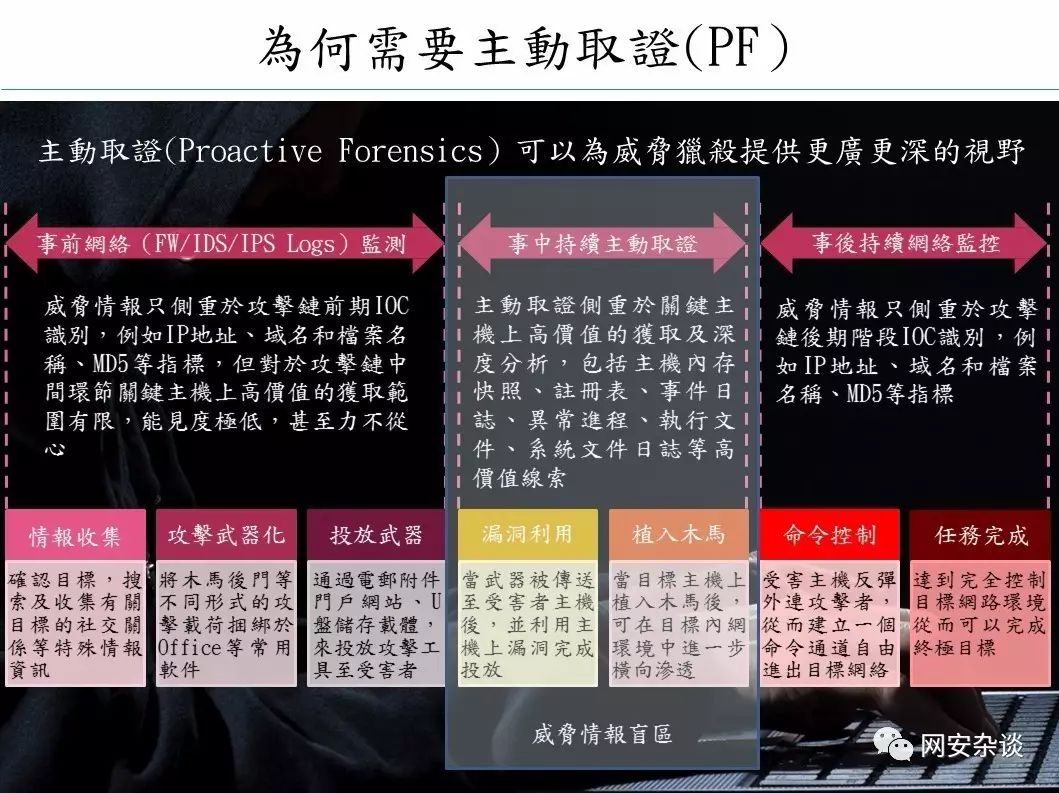 為何需要主動取證(PF)
主動取證(Proactive Forensics)可以為威脅獵殺提供更廣更深的視野
事前網絡(FW/IDS/IPS Logs)監測
威脅情報只側重於攻擊鏈前期IOC
識別，例如IP地址、域名和檔案名
稱、MD5等指標，但對於攻擊鏈中
間環節關鍵主機上高價值的獲取範
圍有限，能見度極低，甚至力不從
心
事中持續主動取證
主動取證側重於關鍵主
機上高價值的獲取及深
度分析，包括主機內存
快照、註冊表、事件日
誌、異常進程、執行文
件、系統文件日誌等高
價值線索
事後持續網絡監控
威脅情報只側重於攻擊
鏈後期階段IOC識別，例
如IP地址、域名和檔案
名稱、MD5等指標
情報收集
確認目標，搜
索及收集有關
目標的社交關
係等特殊情報
資訊
攻擊武器化
將木馬後門等
不同形式的攻
擊載荷捆綁於
Office等常用
軟件
投放武器
通過電郵附件
門戶網站、U
盤儲存載體，
來投放攻擊工
具至受害者
漏洞利用
當武器被傳送
至受害者主機
後，並利用主
機上漏洞完成
投放
植入木馬
當目標主機上
植入木馬後，
可在目標內網
環境中進一步
橫向滲透
命令控制
受害主機反彈
外連攻擊者，
從而建立一個
命令通道自由
進出目標網絡
任務完成
達到完全控制
目標網路環境
從而可以完成
終極目標
威脅情報盲區
网安杂谈